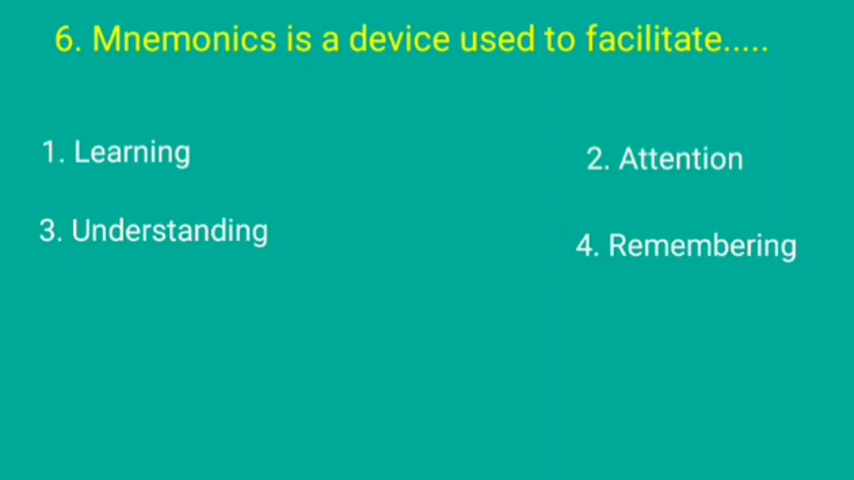 6. Mnemonics is a device used to facilitate.....
1. Learning
2. Attention
3. Understanding
4. Remembering